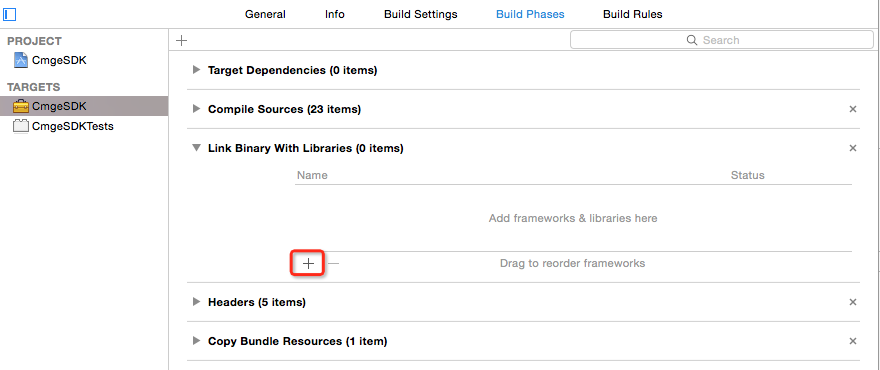 General Info Build Settings Build Phases Build Rules
PROJECT
CmgeSDK
TARGETS
CmgeSDK
CmgeSDKTests
Search
Target Dependencies (0 items)
Compile Sources (23 items)
Link Binary With Libraries (0 items)
Name Status
Add frameworks & libraries here
Drag to reorder frameworks
Headers (5 items)
Copy Bundle Resources (1 item)